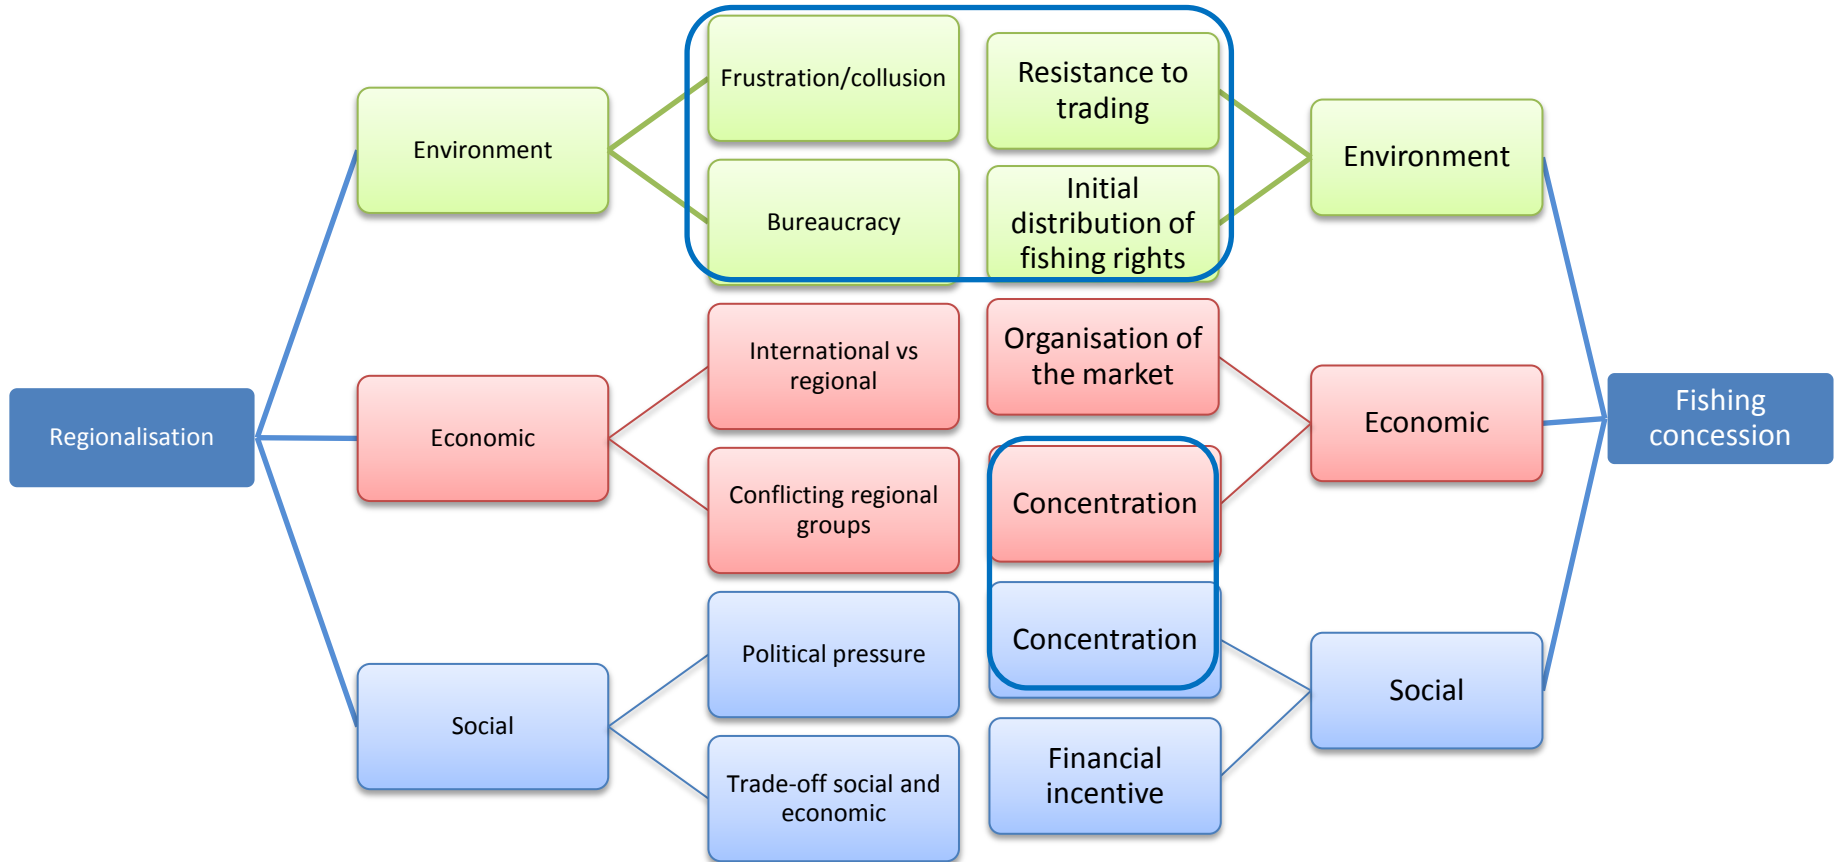 Regionalisation
Environment
Frustration/collusion
Bureaucracy
Economic
International vs
regional
Conflicting regional
groups
Social
Political pressure
Trade-off social and
economic
Resistance to
trading
Initial
distribution of
fishing rights
Environment
Organisation of
the market
Concentration
Economic
Concentration
Financial
incentive
Social
Fishing
concession